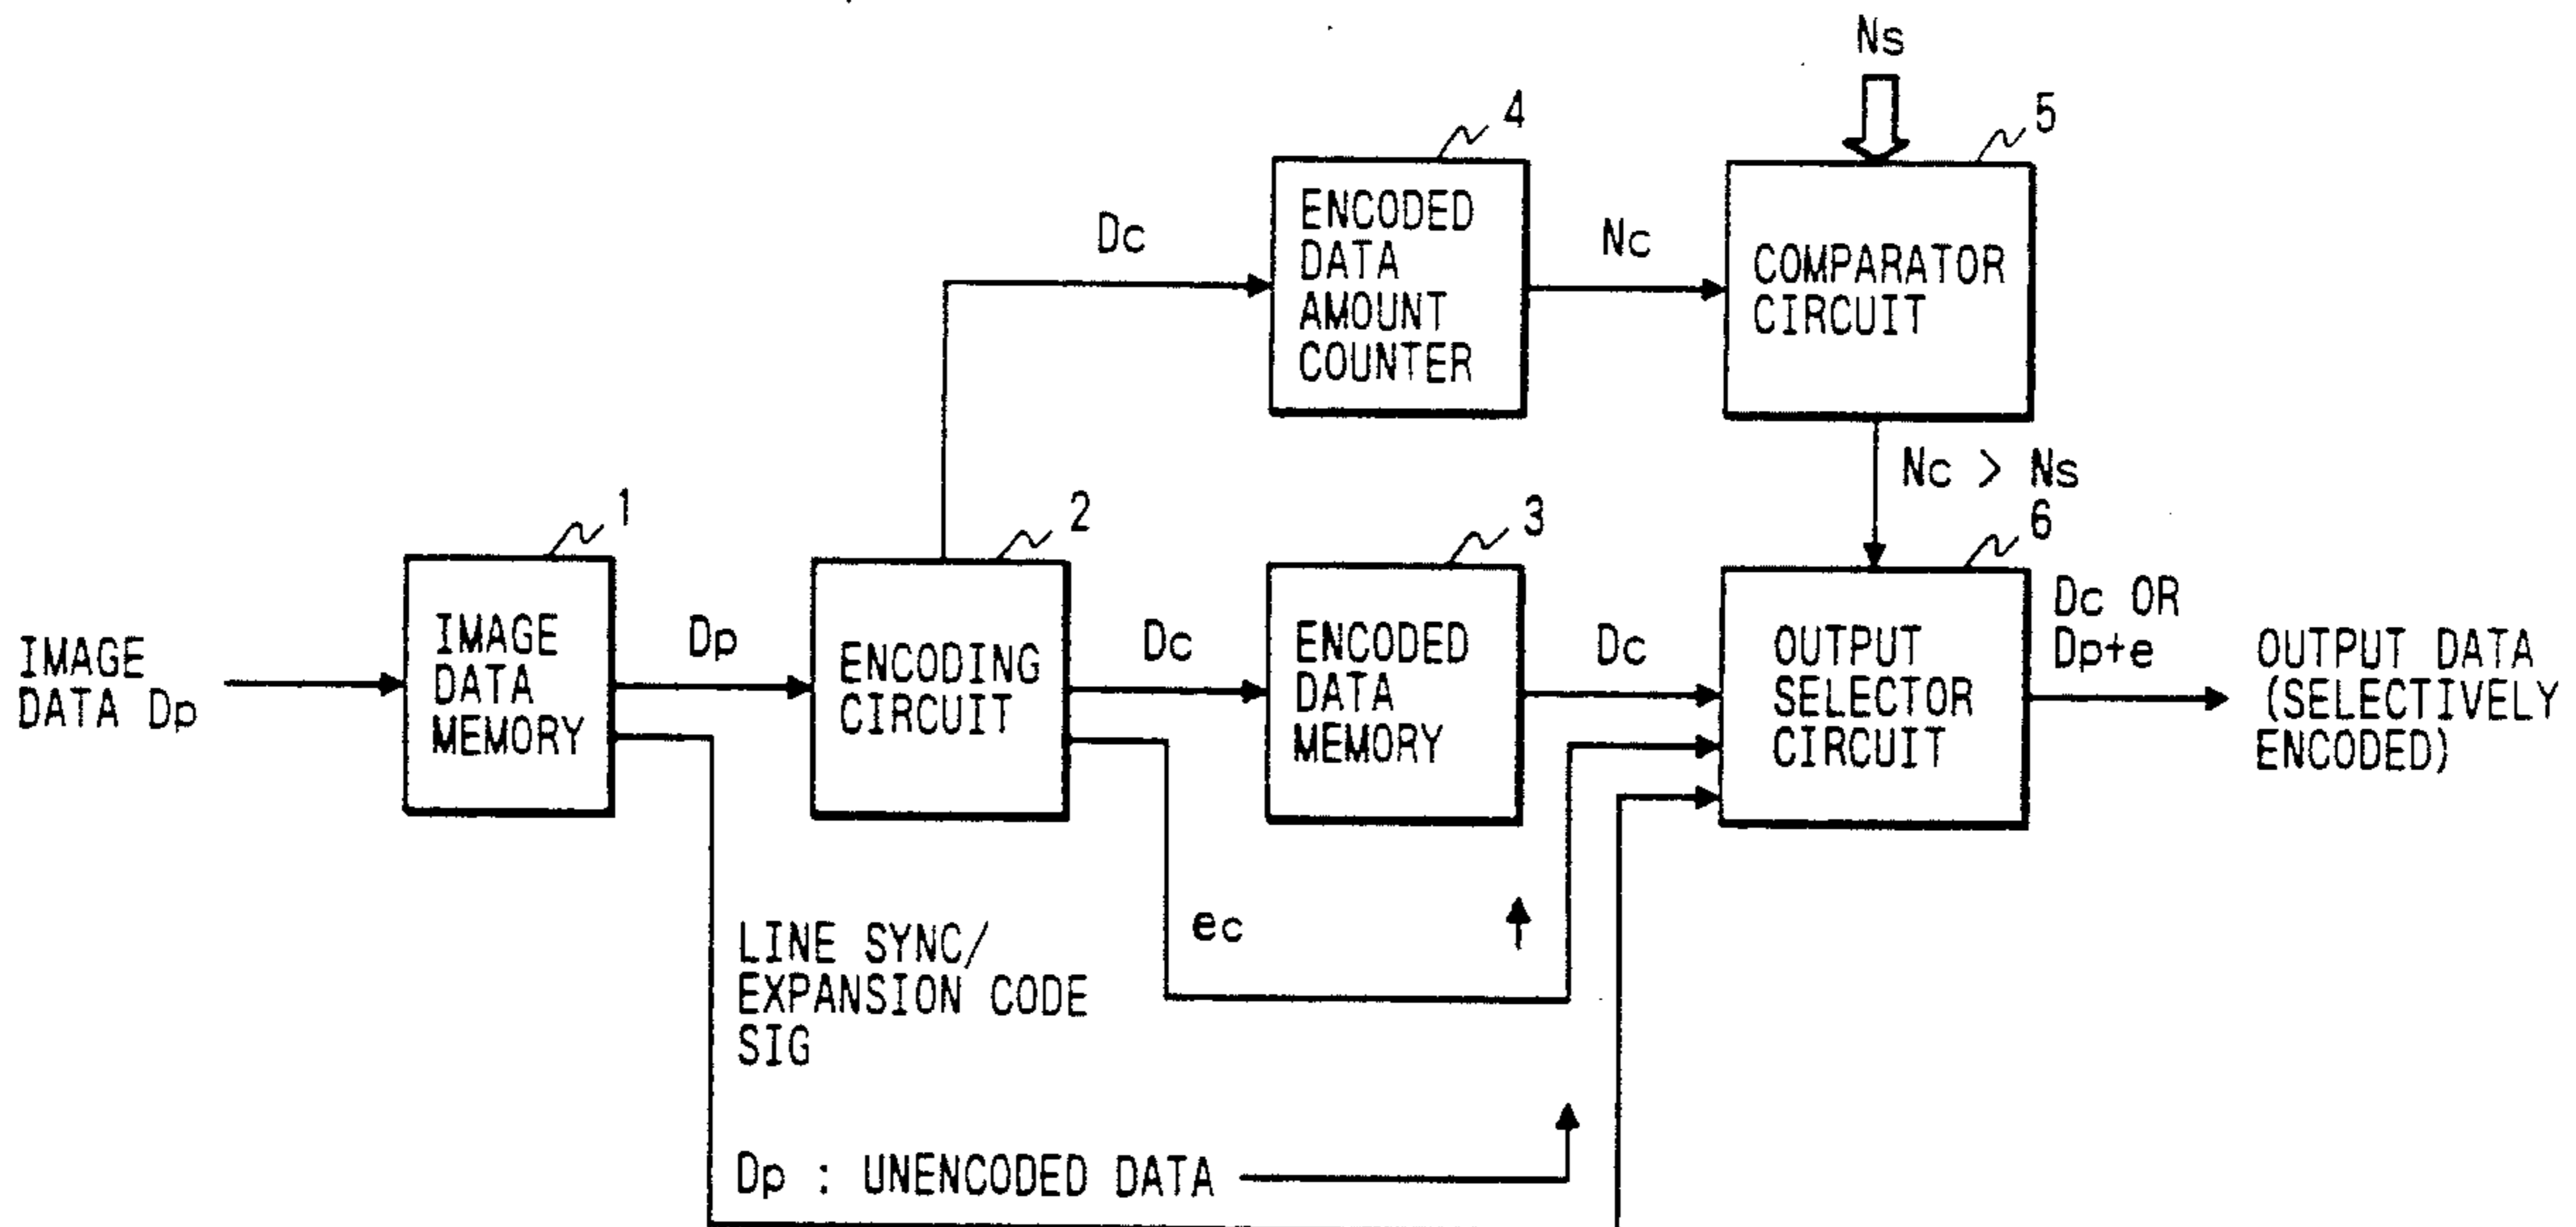 Ns
4
5
ENCODED
DATA
AMOUNT
COUNTER
Dc
Nc
COMPARATOR
CIRCUIT
Nc > Ns
1
2
3
6
IMAGE
DATA Dp
IMAGE
DATA
MEMORY
Dp
ENCODING
CIRCUIT
Dc
ENCODED
DATA
MEMORY
Dc
OUTPUT
SELECTOR
CIRCUIT
Dc OR
Dp+e
OUTPUT DATA
(SELECTIVELY
ENCODED)
LINE SYNC/
EXPANSION CODE
SIG
ec
Dp : UNENCODED DATA